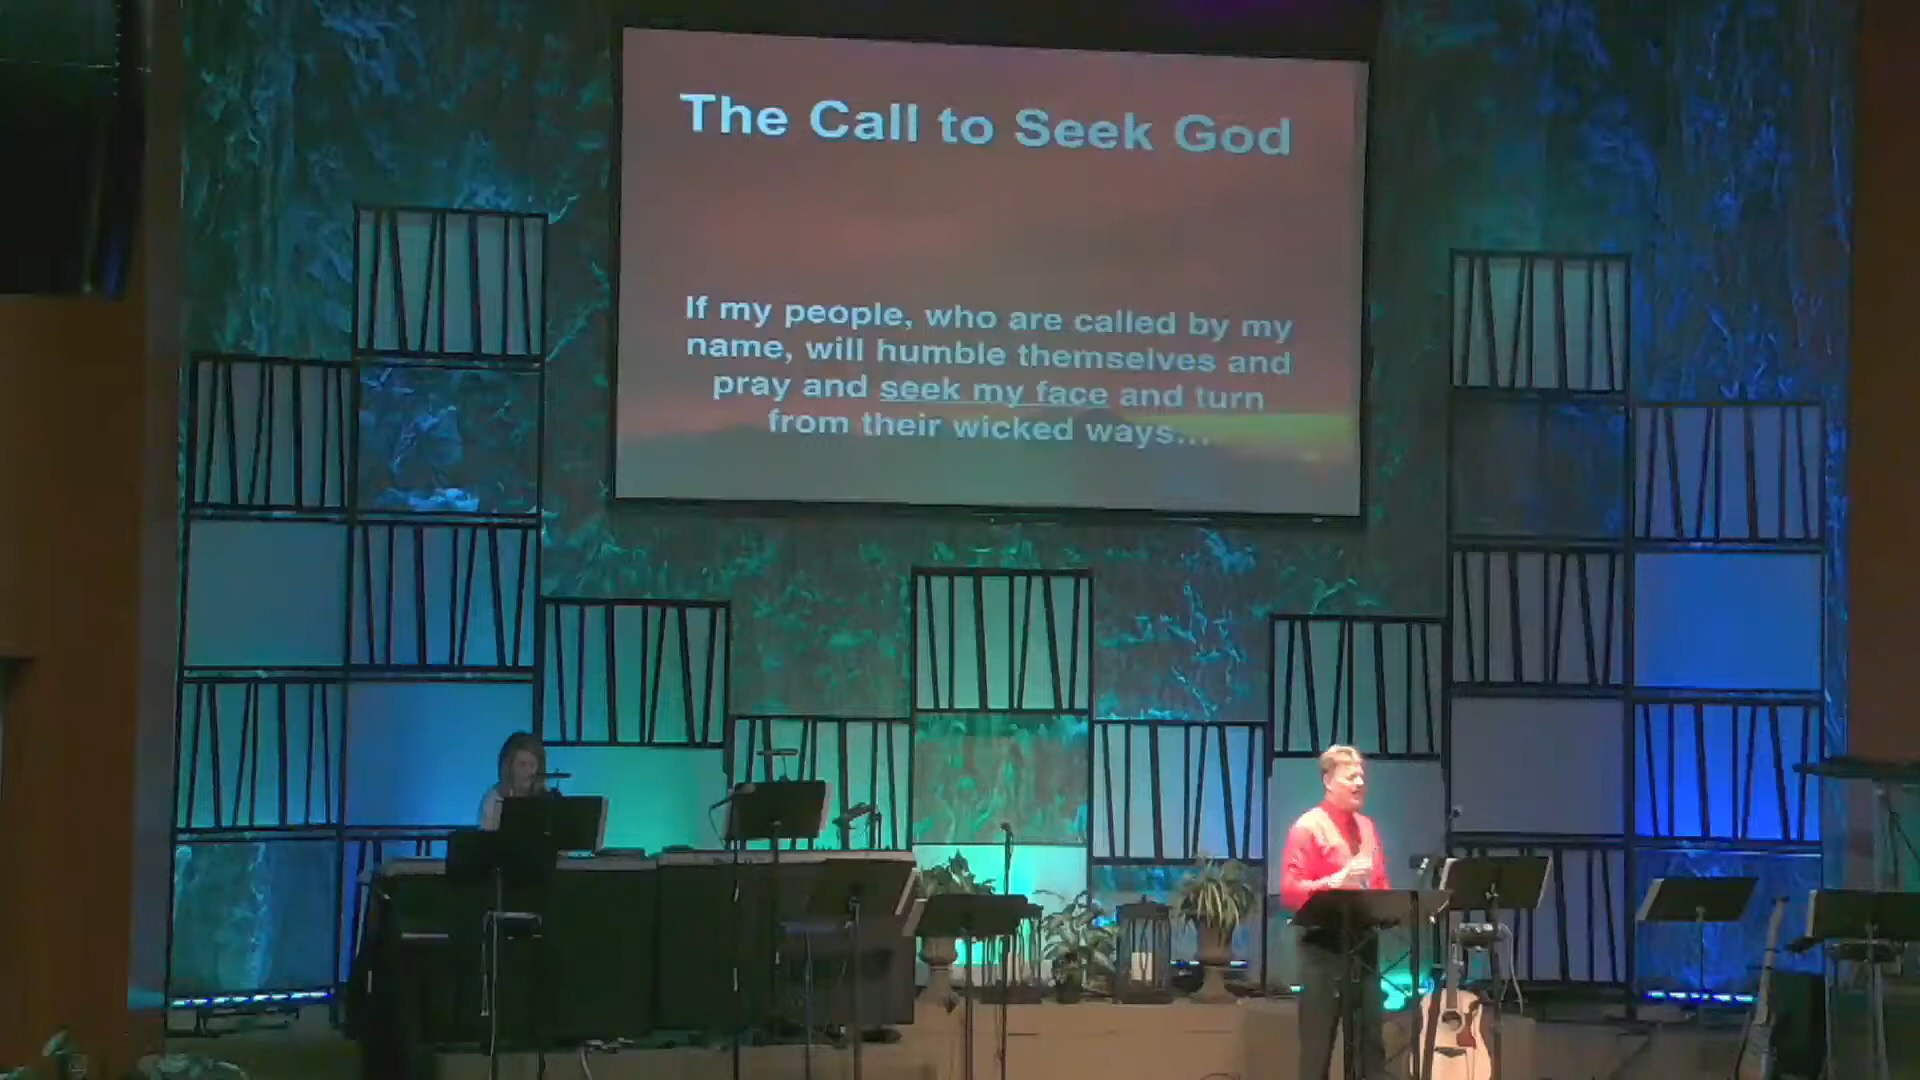 The Call to Seek God
If my people, who are called by my
name, will humble themselves and
pray and seek my face and turn
from their wicked ways...